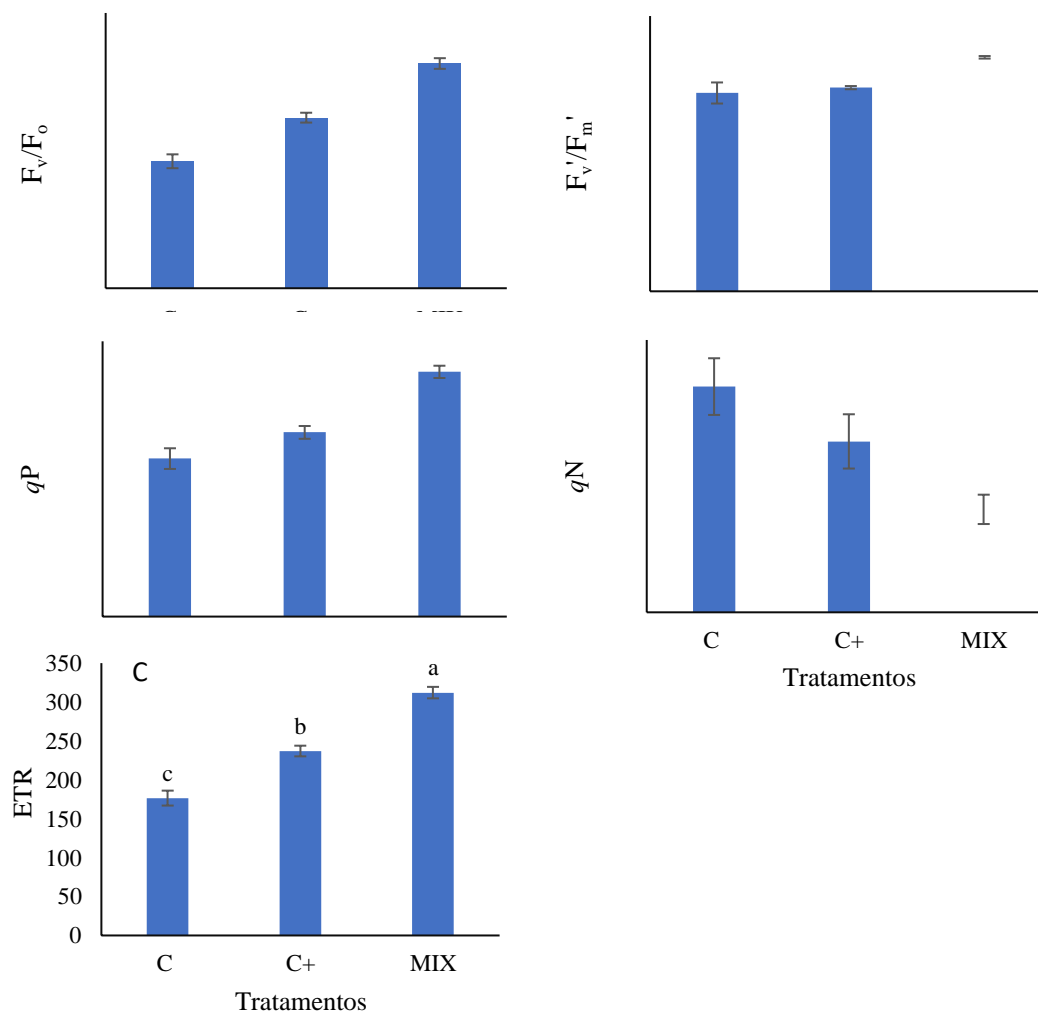 Fv/Fo
Fv'/Fm'
qP
qN
C C+ MIX
Tratamentos
C
350
300
250
200
150
100
50
0
ETR
c
b
a
C C+ MIX
Tratamentos